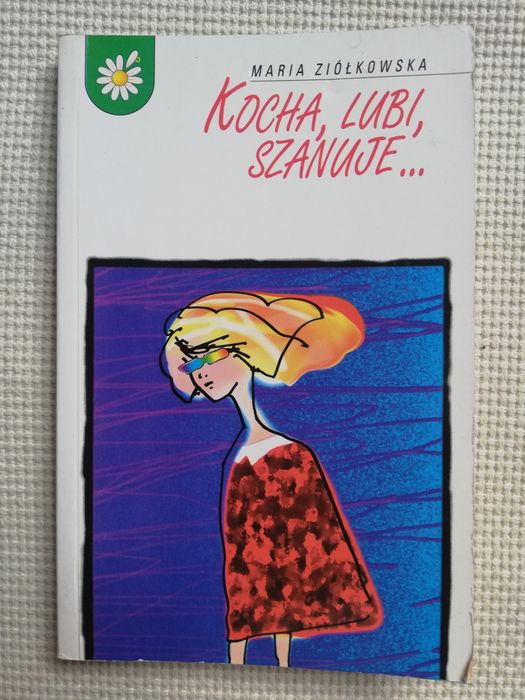 MARIA ZIÓŁKOWSKA
KOCHA, LUBI,
SZANUJE...